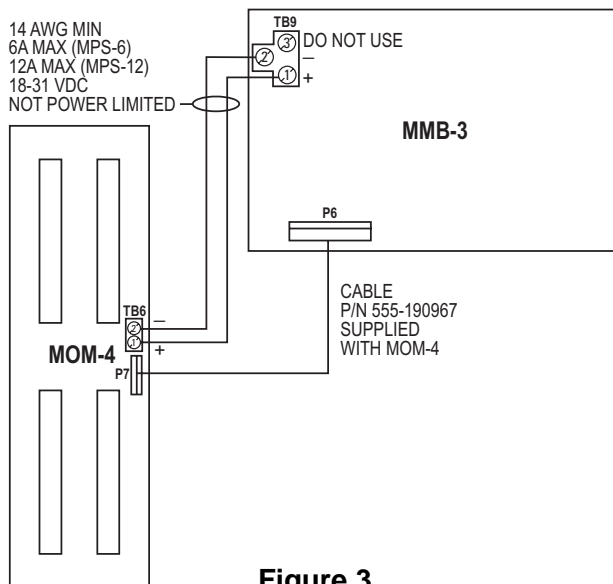 14 AWG MIN
6A MAX (MPS-6)
12A MAX (MPS-12)
18-31 VDC
NOT POWER LIMITED
TB9
3
DO NOT USE
2
–
1
+
MMB-3
P6
CABLE
P/N 555-190967
SUPPLIED
WITH MOM-4
TB6
–
2
1
+
MOM-4
P7
Figure 3